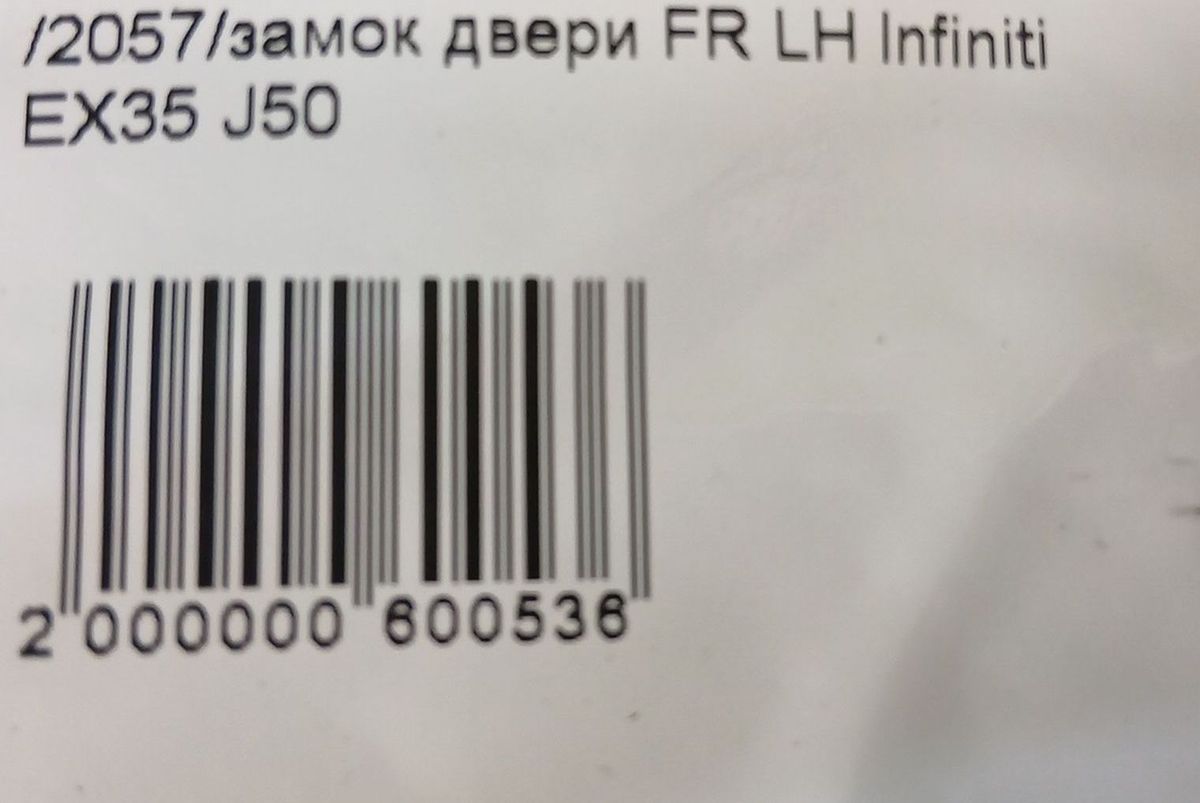 /2057/замок двери FR LH Infiniti
EX35 J50
2 000000 600536